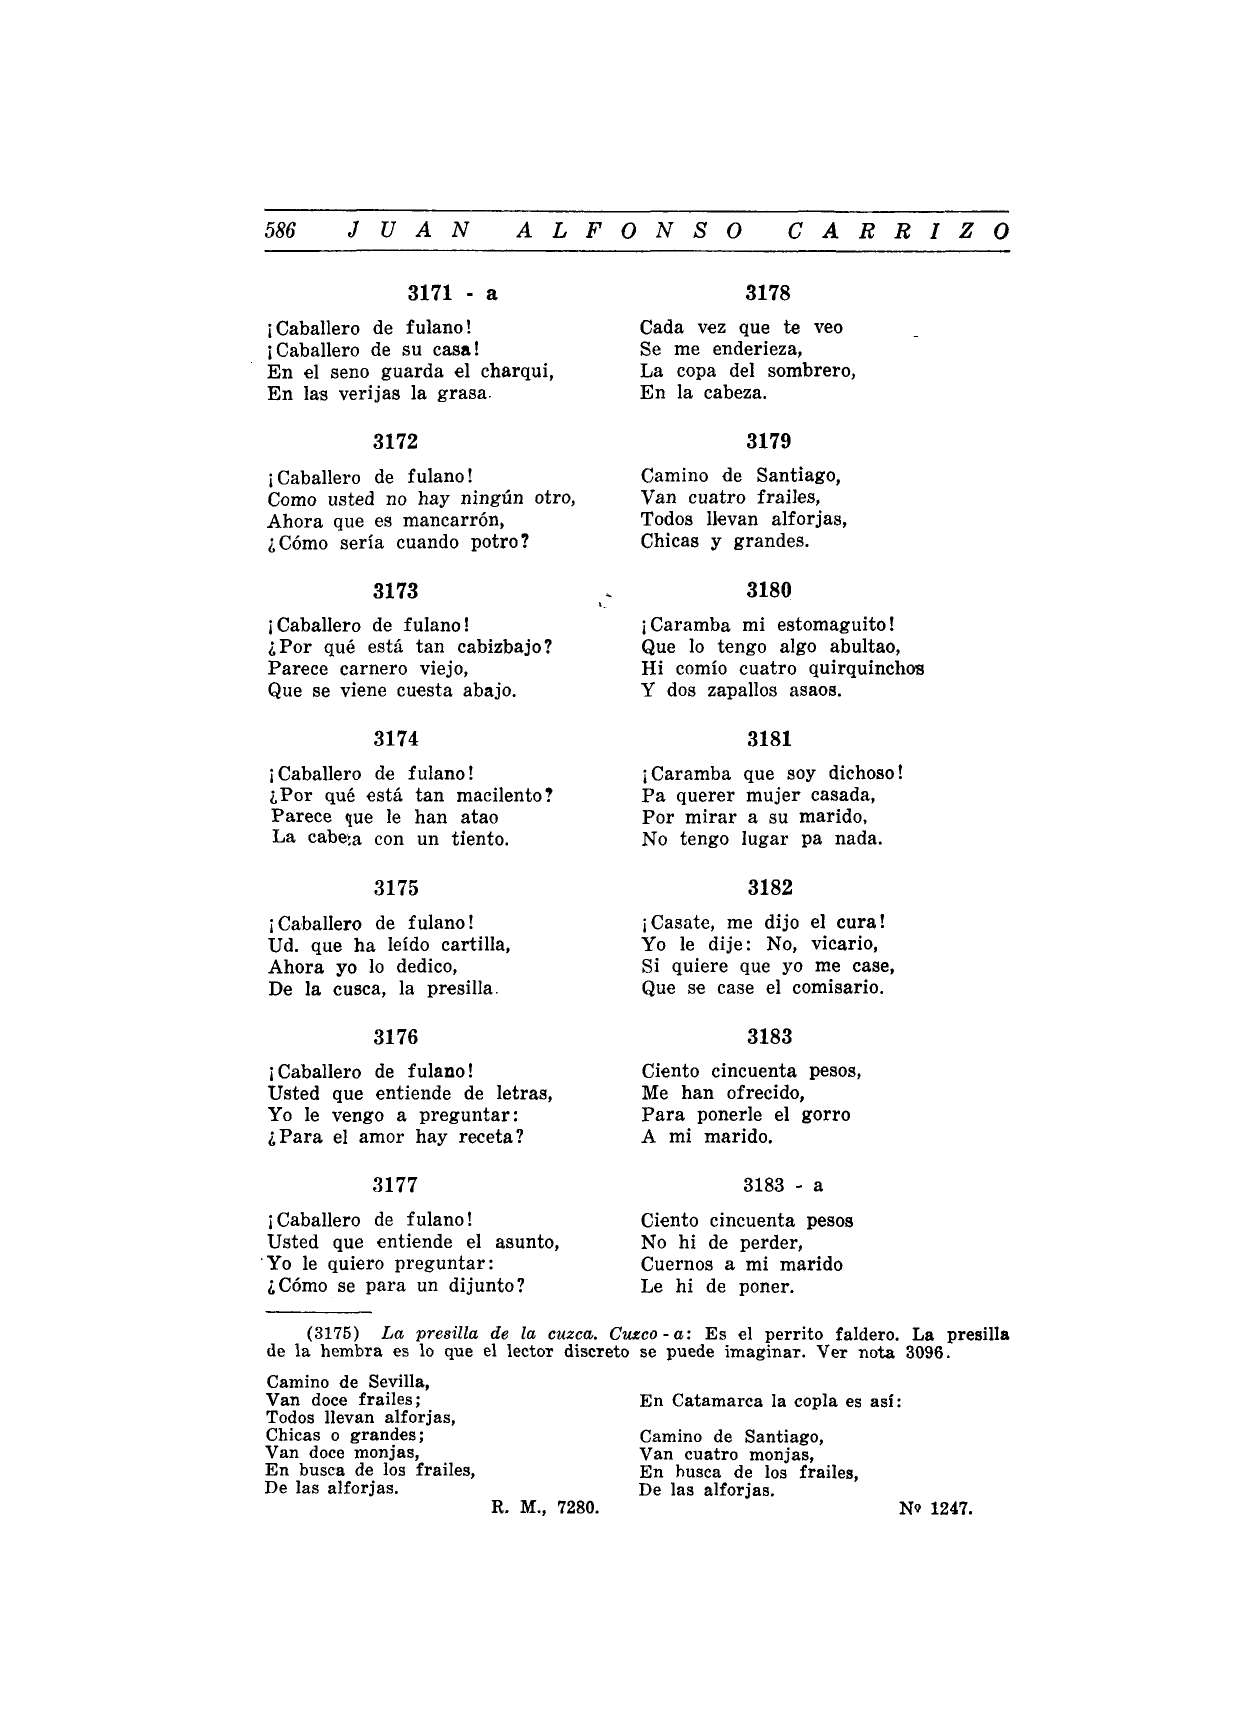 586 JUAN ALFONSO CARRIZO
3171 - a
¡Caballero de fulano!
¡Caballero de su casa!
En el seno guarda el charqui,
En las verijas la grasa.
3172
¡Caballero de fulano!
Como usted no hay ningún otro,
Ahora que es mancarrón,
¿Cómo sería cuando potro?
3173
¡Caballero de fulano!
¿Por qué está tan cabizbajo?
Parece carnero viejo,
Que se viene cuesta abajo.
3174
¡Caballero de fulano!
¿Por qué está tan macilento?
Parece que le han atao
La cabeza con un tiento.
3175
¡Caballero de fulano!
Ud. que ha leído cartilla,
Ahora yo lo dedico,
De la cusca, la presilla.
3176
¡Caballero de fulano!
Usted que entiende de letras,
Yo le vengo a preguntar:
¿Para el amor hay receta?
3177
¡Caballero de fulano!
Usted que entiende el asunto,
Yo le quiero preguntar:
¿Cómo se para un dijunto?
3178
Cada vez que te veo
Se me enderieza,
La copa del sombrero,
En la cabeza.
3179
Camino de Santiago,
Van cuatro frailes,
Todos llevan alforjas,
Chicas y grandes.
3180
¡Caramba mi estomaguito!
Que lo tengo algo abultao,
Hi comío cuatro quirquinchos
Y dos zapallos asaos.
3181
¡Caramba que soy dichoso!
Pa querer mujer casada,
Por mirar a su marido,
No tengo lugar pa nada.
3182
¡Casate, me dijo el cura!
Yo le dije: No, vicario,
Si quiere que yo me case,
Que se case el comisario.
3183
Ciento cincuenta pesos,
Me han ofrecido,
Para ponerle el gorro
A mi marido.
3183 - a
Ciento cincuenta pesos
No hi de perder,
Cuernos a mi marido
Le hi de poner.
(3175) La presilla de la cuzca. Cuzco - a: Es el perrito faldero. La presilla
de la hembra es lo que el lector discreto se puede imaginar. Ver nota 3096.
Camino de Sevilla,
Van doce frailes;
Todos llevan alforjas,
Chicas o grandes;
Van doce monjas,
En busca de los frailes,
De las alforjas.
R. M., 7280.
En Catamarca la copla es así:
Camino de Santiago,
Van cuatro monjas,
En busca de los frailes,
De las alforjas.
Nº 1247.